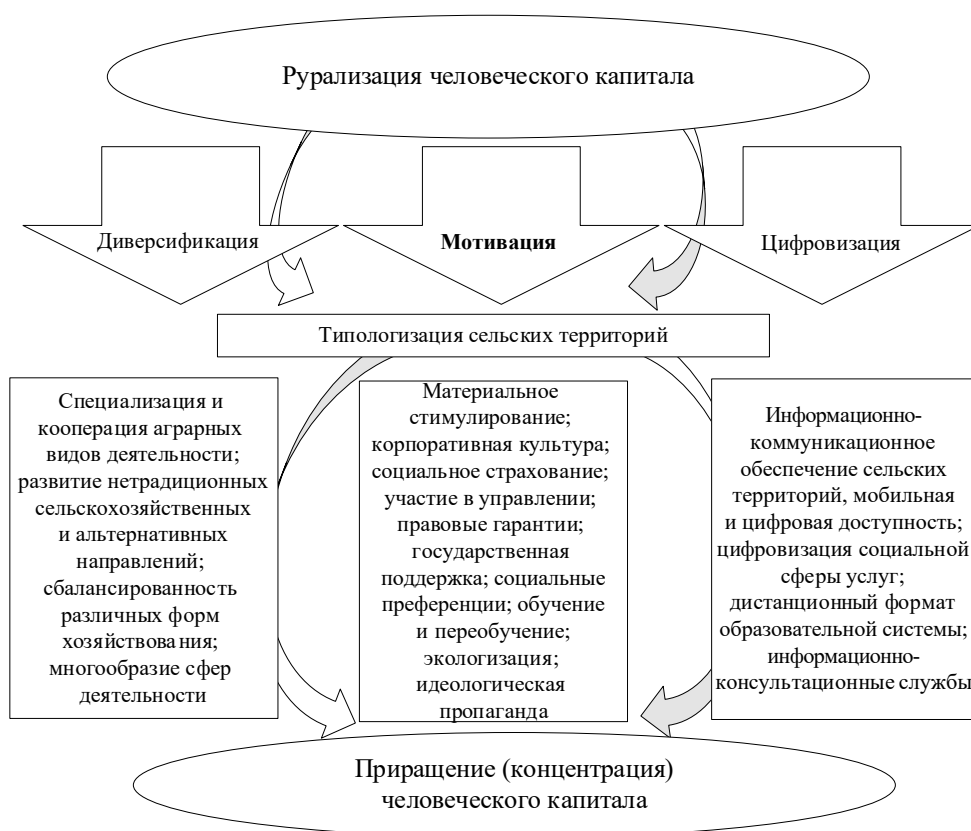 Рурализация человеческого капитала
Диверсификация
Мотивация
Цифровизация
Типологизация сельских территорий
Специализация и
кооперация аграрных
видов деятельности;
развитие нетрадиционных
сельскохозяйственных
и альтернативных
направлений;
сбалансированность
различных форм
хозяйствования;
многообразие сфер
деятельности
Материальное
стимулирование;
корпоративная культура;
социальное страхование;
участие в управлении;
правовые гарантии;
государственная
поддержка; социальные
преференции; обучение
и переобучение;
экологизация;
идеологическая
пропаганда
Информационно-
коммуникационное
обеспечение сельских
территорий, мобильная
и цифровая доступность;
цифровизация социальной
сферы услуг;
дистанционный формат
образовательной системы;
информационно-
консультационные службы
Приращение (концентрация)
человеческого капитала